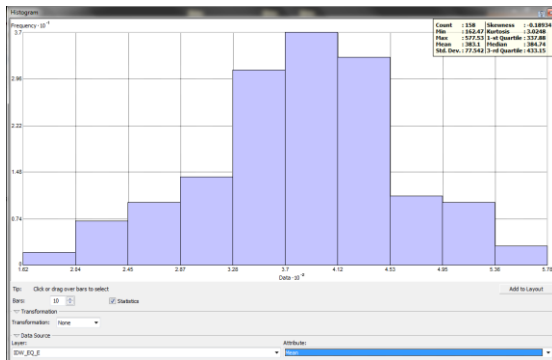 Histogram
Frequency · 10⁻¹
Count : 158 Skewness : -0.18934
Min : 162.47 Kurtosis : 3.0248
Max : 577.53 1-st Quartile : 337.88
Mean : 383.1 Median : 384.74
Std. Dev. : 77.542 3-rd Quartile : 433.15
3.7
2.96
2.22
1.48
0.74
1.62
2.04
2.45
2.87
3.28
3.7
4.12
4.53
4.95
5.36
5.78
Data · 10⁻²
Tip: Click or drag over bars to select
Add to Layout
Bars: 10
Statistics
Transformation
Transformation: None
Data Source
Layer:
Attribute:
IDW_EQ_E
Mean